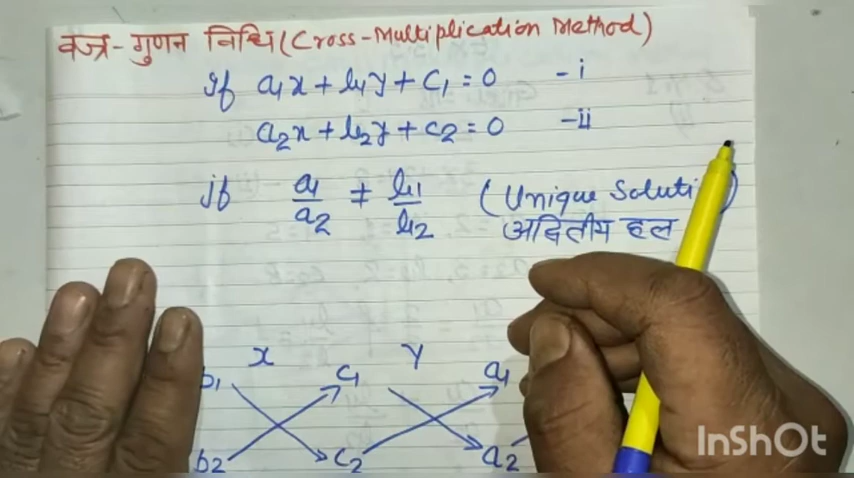 वज्र-गुणन विधि (Cross-Multiplication Method)
If a₁x + b₁y + c₁ = 0 -i
a₂x + b₂y + c₂ = 0 -ii
if a₁/a₂ ≠ b₁/b₂ (Unique Soluti )
अद्वितीय हल
x y
b₁ c₁ a₁
b₂ c₂ a₂
InShOt